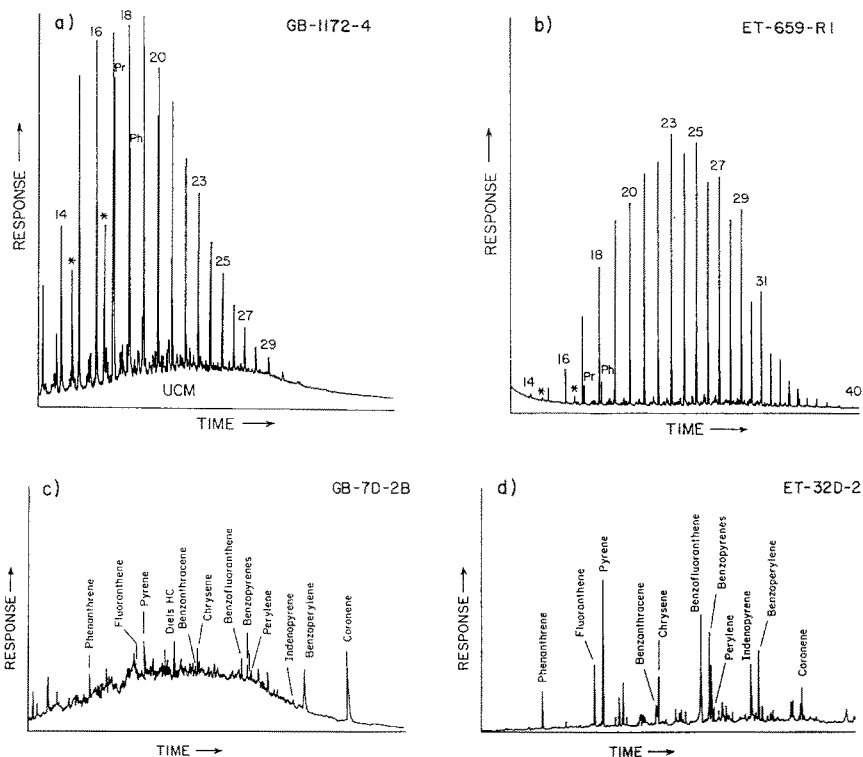 a)
GB-1172-4
RESPONSE
14
*
16
*
Pr
18
Ph
20
23
25
27
29
UCM
TIME
b)
ET-659-R1
RESPONSE
14
*
16
*
Pr
18
Ph
20
23
25
27
29
31
40
TIME
c)
GB-7D-2B
RESPONSE
Phenanthrene
Fluoranthene
Pyrene
Diels HC
Benzanthracene
Chrysene
Benzofluoranthene
Benzopyrenes
Perylene
Indenopyrene
Benzoperylene
Coronene
TIME
d)
ET-32D-2
RESPONSE
Phenanthrene
Fluoranthene
Pyrene
Benzonthracene
Chrysene
Benzofluoranthene
Benzopyrenes
Perylene
Indenopyrene
Benzoperylene
Coronene
TIME